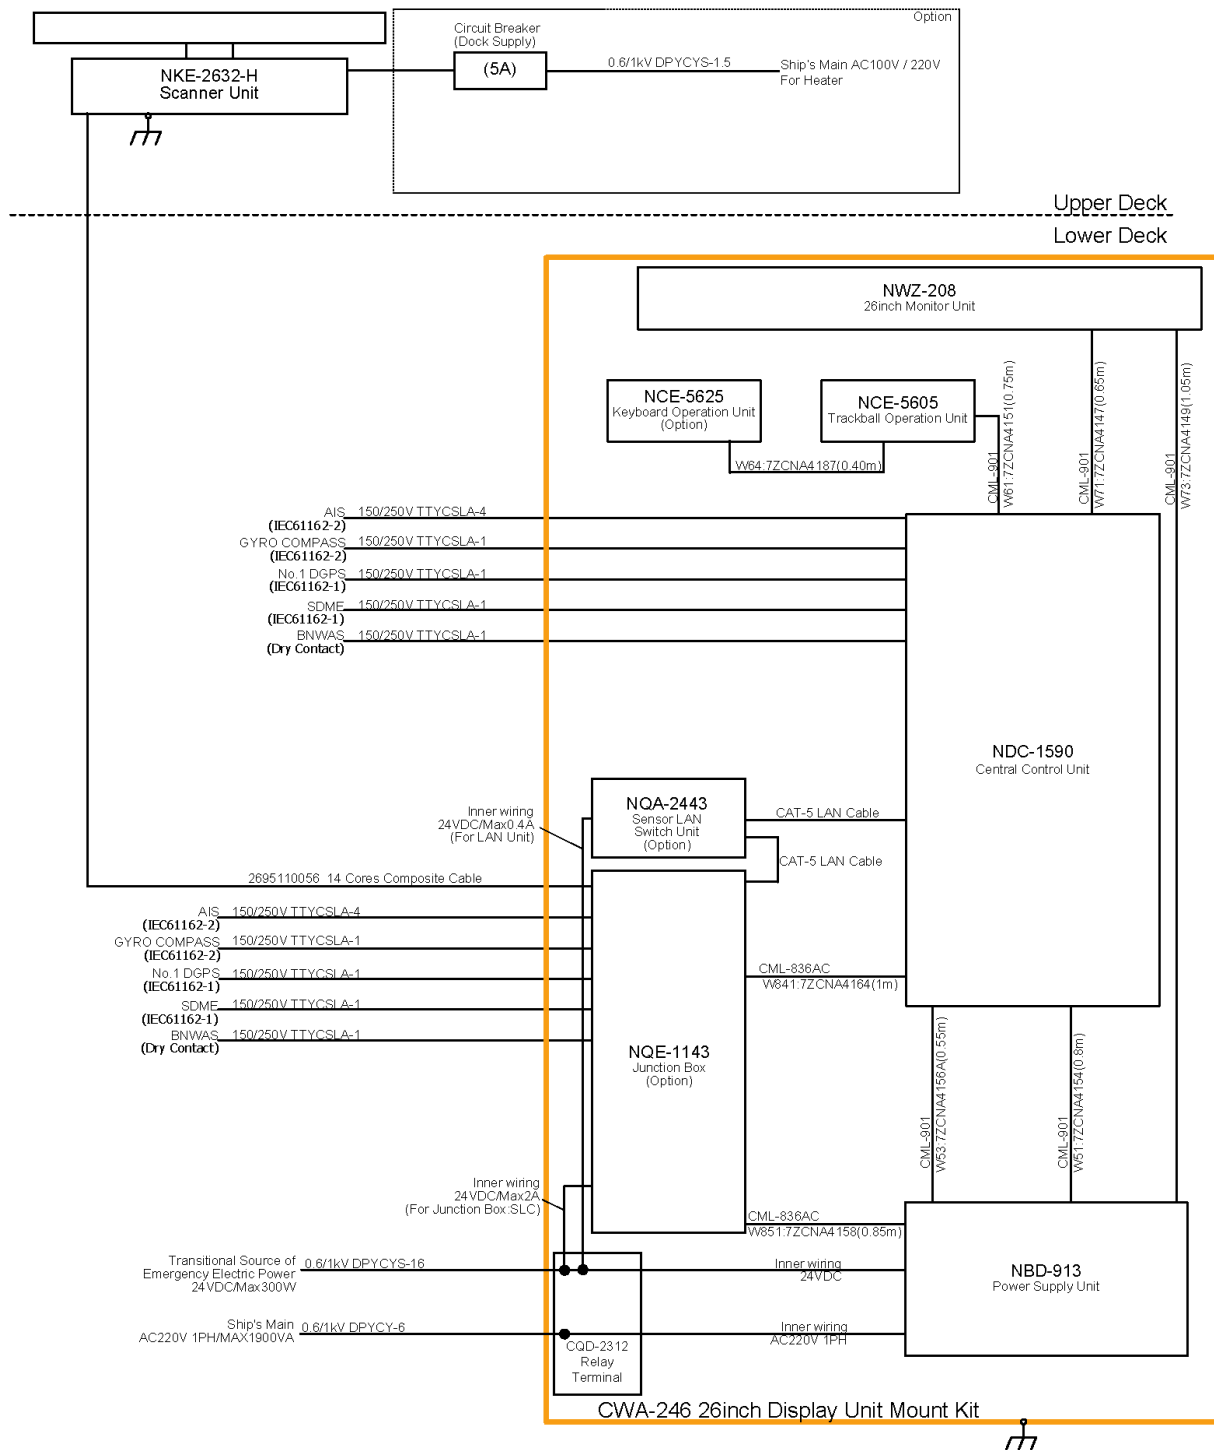 Option
Circuit Breaker
(Dock Supply)
(5A)
0.6/1kV DPYCYS-1.5
Ship's Main AC100V / 220V
For Heater
NKE-2632-H
Scanner Unit
Upper Deck
Lower Deck
NWZ-208
26inch Monitor Unit
NCE-5625
Keyboard Operation Unit
(Option)
NCE-5605
Trackball Operation Unit
W64:7ZCNA4187(0.40m)
CML-901
W61:7ZCNA4151(0.75m)
CML-901
W71:7ZCNA4147(0.65m)
CML-901
W73:7ZCNA4149(1.05m)
AIS 150/250V TTYCSLA-4
(IEC61162-2)
GYRO COMPASS 150/250V TTYCSLA-1
(IEC61162-2)
No.1 DGPS 150/250V TTYCSLA-1
(IEC61162-1)
SDME 150/250V TTYCSLA-1
(IEC61162-1)
BNWAS 150/250V TTYCSLA-1
(Dry Contact)
NDC-1590
Central Control Unit
Inner wiring
24VDC/Max0.4A
(For LAN Unit)
NQA-2443
Sensor LAN
Switch Unit
(Option)
CAT-5 LAN Cable
CAT-5 LAN Cable
2695110056 14 Cores Composite Cable
AIS 150/250V TTYCSLA-4
(IEC61162-2)
GYRO COMPASS 150/250V TTYCSLA-1
(IEC61162-2)
No.1 DGPS 150/250V TTYCSLA-1
(IEC61162-1)
SDME 150/250V TTYCSLA-1
(IEC61162-1)
BNWAS 150/250V TTYCSLA-1
(Dry Contact)
CML-836AC
W841:7ZCNA4164(1m)
NQE-1143
Junction Box
(Option)
CML-901
W53:7ZCNA4156A(0.55m)
CML-901
W51:7ZCNA4154(0.8m)
Inner wiring
24VDC/Max2A
(For Junction Box:SLC)
CML-836AC
W851:7ZCNA4158(0.85m)
Transitional Source of
Emergency Electric Power
24VDC/Max300W
0.6/1kV DPYCYS-16
Inner wiring
24VDC
NBD-913
Power Supply Unit
Ship's Main
AC220V 1PH/MAX1900VA
0.6/1kV DPYCY-6
Inner wiring
AC220V 1PH
CQD-2312
Relay
Terminal
CWA-246 26inch Display Unit Mount Kit